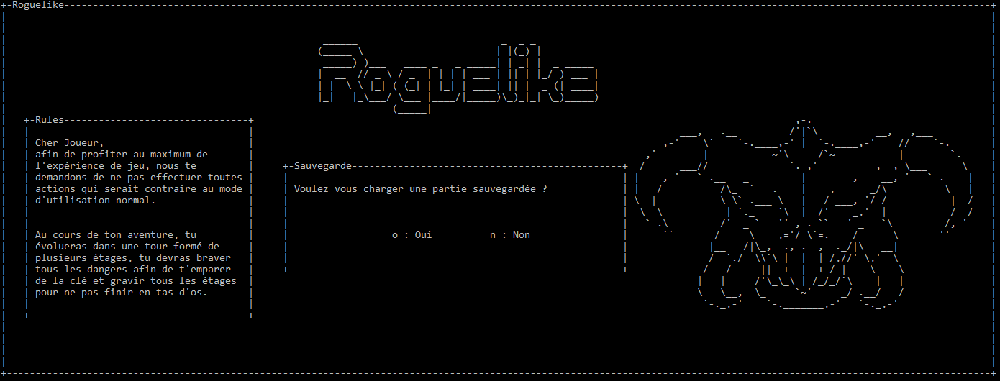 Roguelike
Roguelike
Rules
Cher Joueur,
afin de profiter au maximum de
l'expérience de jeu, nous te
demandons de ne pas effectuer toutes
actions qui serait contraire au mode
d'utilisation normal.
Au cours de ton aventure, tu
évolueras dans une tour formé de
plusieurs étages, tu devras braver
tous les dangers afin de t'emparer
de la clé et gravir tous les étages
pour ne pas finir en tas d'os.
Sauvegarde
Voulez vous charger une partie sauvegardée ?
o : Oui n : Non